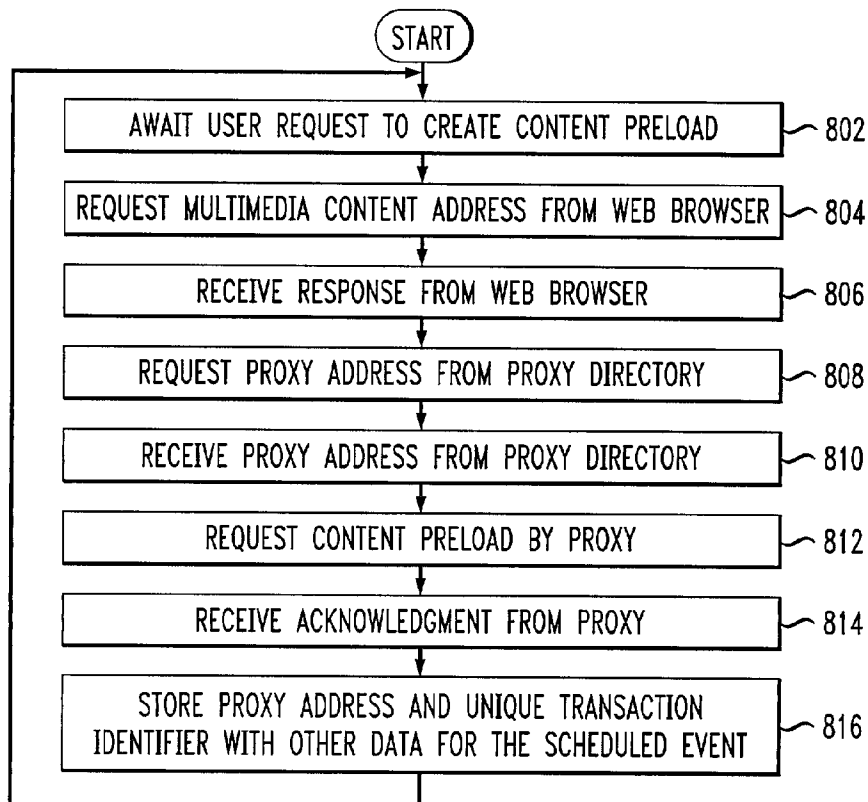 START
AWAIT USER REQUEST TO CREATE CONTENT PRELOAD 802
REQUEST MULTIMEDIA CONTENT ADDRESS FROM WEB BROWSER 804
RECEIVE RESPONSE FROM WEB BROWSER 806
REQUEST PROXY ADDRESS FROM PROXY DIRECTORY 808
RECEIVE PROXY ADDRESS FROM PROXY DIRECTORY 810
REQUEST CONTENT PRELOAD BY PROXY 812
RECEIVE ACKNOWLEDGMENT FROM PROXY 814
STORE PROXY ADDRESS AND UNIQUE TRANSACTION
IDENTIFIER WITH OTHER DATA FOR THE SCHEDULED EVENT 816